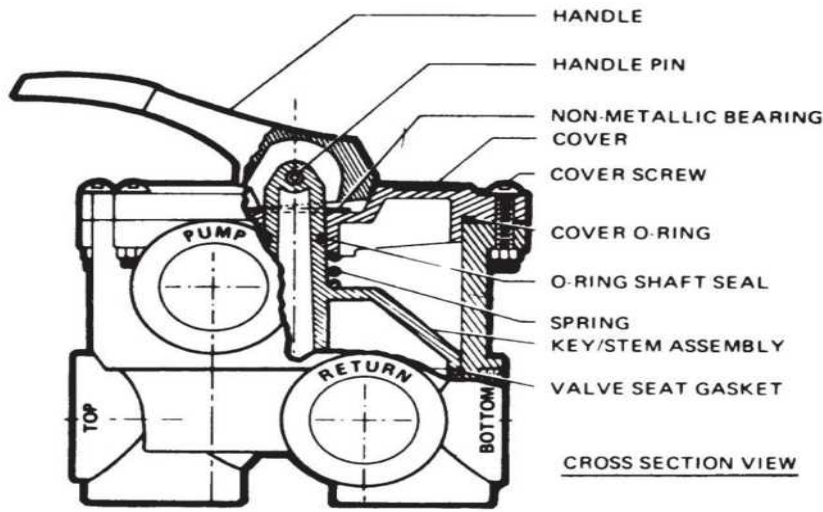 HANDLE
HANDLE PIN
NON-METALLIC BEARING
COVER
COVER SCREW
PUMP
COVER O-RING
O-RING SHAFT SEAL
SPRING
KEY/STEM ASSEMBLY
RETURN
VALVE SEAT GASKET
TOP
BOTTOM
CROSS SECTION VIEW